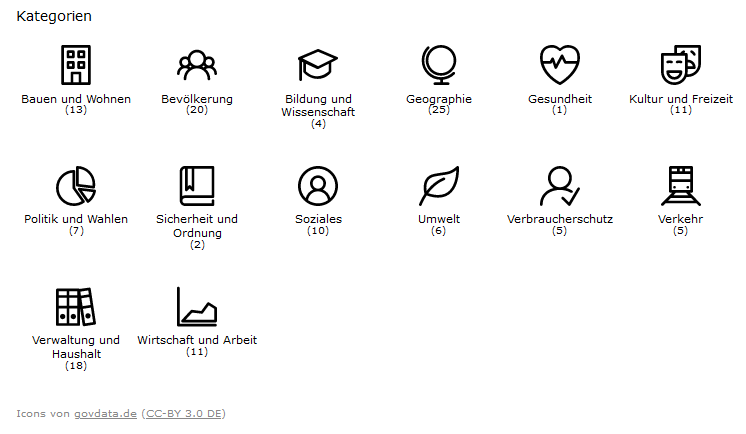 Kategorien
Bauen und Wohnen
(13)
Bevölkerung
(20)
Bildung und
Wissenschaft
(4)
Geographie
(25)
Gesundheit
(1)
Kultur und Freizeit
(11)
Politik und Wahlen
(7)
Sicherheit und
Ordnung
(2)
Soziales
(10)
Umwelt
(6)
Verbraucherschutz
(5)
Verkehr
(5)
Verwaltung und
Haushalt
(18)
Wirtschaft und Arbeit
(11)
Icons von govdata.de (CC-BY 3.0 DE)